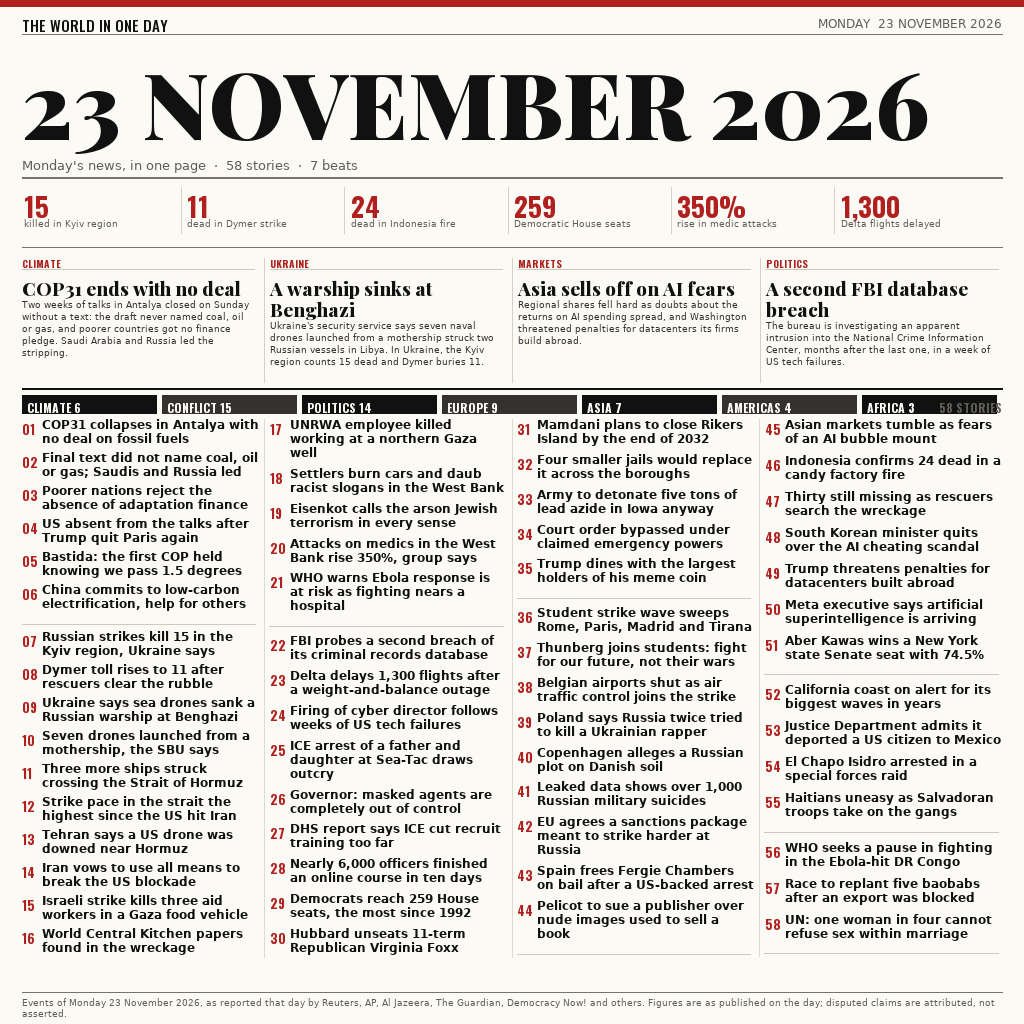 THE WORLD IN ONE DAY
MONDAY 23 NOVEMBER 2026
23 NOVEMBER 2026
Monday's news, in one page · 58 stories · 7 beats
15
killed in Kyiv region
11
dead in Dymer strike
24
dead in Indonesia fire
259
Democratic House seats
350%
rise in medic attacks
1,300
Delta flights delayed
CLIMATE
COP31 ends with no deal
Two weeks of talks in Antalya closed on Sunday
without a text: the draft never named coal, oil
or gas, and poorer countries got no finance
pledge. Saudi Arabia and Russia led the
stripping.
UKRAINE
A warship sinks at
Benghazi
Ukraine's security service says seven naval
drones launched from a mothership struck two
Russian vessels in Libya. In Ukraine, the Kyiv
region counts 15 dead and Dymer buries 11.
MARKETS
Asia sells off on AI fears
Regional shares fell hard as doubts about the
returns on AI spending spread, and Washington
threatened penalties for datacenters its firms
build abroad.
POLITICS
A second FBI database
breach
The bureau is investigating an apparent
intrusion into the National Crime Information
Center, months after the last one, in a week of
US tech failures.
CLIMATE 6
CONFLICT 15
POLITICS 14
EUROPE 9
ASIA 7
AMERICAS 4
AFRICA 3
58 STORIES
01 COP31 collapses in Antalya with
no deal on fossil fuels
02 Final text did not name coal, oil
or gas; Saudis and Russia led
03 Poorer nations reject the
absence of adaptation finance
04 US absent from the talks after
Trump quit Paris again
05 Bastida: the first COP held
knowing we pass 1.5 degrees
06 China commits to low-carbon
electrification, help for others
07 Russian strikes kill 15 in the
Kyiv region, Ukraine says
08 Dymer toll rises to 11 after
rescuers clear the rubble
09 Ukraine says sea drones sank a
Russian warship at Benghazi
10 Seven drones launched from a
mothership, the SBU says
11 Three more ships struck
crossing the Strait of Hormuz
12 Strike pace in the strait the
highest since the US hit Iran
13 Tehran says a US drone was
downed near Hormuz
14 Iran vows to use all means to
break the US blockade
15 Israeli strike kills three aid
workers in a Gaza food vehicle
16 World Central Kitchen papers
found in the wreckage
17 UNRWA employee killed
working at a northern Gaza
well
18 Settlers burn cars and daub
racist slogans in the West Bank
19 Eisenkot calls the arson Jewish
terrorism in every sense
20 Attacks on medics in the West
Bank rise 350%, group says
21 WHO warns Ebola response is
at risk as fighting nears a
hospital
22 FBI probes a second breach of
its criminal records database
23 Delta delays 1,300 flights after
a weight-and-balance outage
24 Firing of cyber director follows
weeks of US tech failures
25 ICE arrest of a father and
daughter at Sea-Tac draws
outcry
26 Governor: masked agents are
completely out of control
27 DHS report says ICE cut recruit
training too far
28 Nearly 6,000 officers finished
an online course in ten days
29 Democrats reach 259 House
seats, the most since 1992
30 Hubbard unseats 11-term
Republican Virginia Foxx
31 Mamdani plans to close Rikers
Island by the end of 2032
32 Four smaller jails would replace
it across the boroughs
33 Army to detonate five tons of
lead azide in Iowa anyway
34 Court order bypassed under
claimed emergency powers
35 Trump dines with the largest
holders of his meme coin
36 Student strike wave sweeps
Rome, Paris, Madrid and Tirana
37 Thunberg joins students: fight
for our future, not their wars
38 Belgian airports shut as air
traffic control joins the strike
39 Poland says Russia twice tried
to kill a Ukrainian rapper
40 Copenhagen alleges a Russian
plot on Danish soil
41 Leaked data shows over 1,000
Russian military suicides
42 EU agrees a sanctions package
meant to strike harder at
Russia
43 Spain frees Fergie Chambers
on bail after a US-backed arrest
44 Pelicot to sue a publisher over
nude images used to sell a
book
45 Asian markets tumble as fears
of an AI bubble mount
46 Indonesia confirms 24 dead in a
candy factory fire
47 Thirty still missing as rescuers
search the wreckage
48 South Korean minister quits
over the AI cheating scandal
49 Trump threatens penalties for
datacenters built abroad
50 Meta executive says artificial
superintelligence is arriving
51 Aber Kawas wins a New York
state Senate seat with 74.5%
52 California coast on alert for its
biggest waves in years
53 Justice Department admits it
deported a US citizen to Mexico
54 El Chapo Isidro arrested in a
special forces raid
55 Haitians uneasy as Salvadoran
troops take on the gangs
56 WHO seeks a pause in fighting
in the Ebola-hit DR Congo
57 Race to replant five baobabs
after an export was blocked
58 UN: one woman in four cannot
refuse sex within marriage
Events of Monday 23 November 2026, as reported that day by Reuters, AP, Al Jazeera, The Guardian, Democracy Now! and others. Figures are as published on the day; disputed claims are attributed, not
asserted.